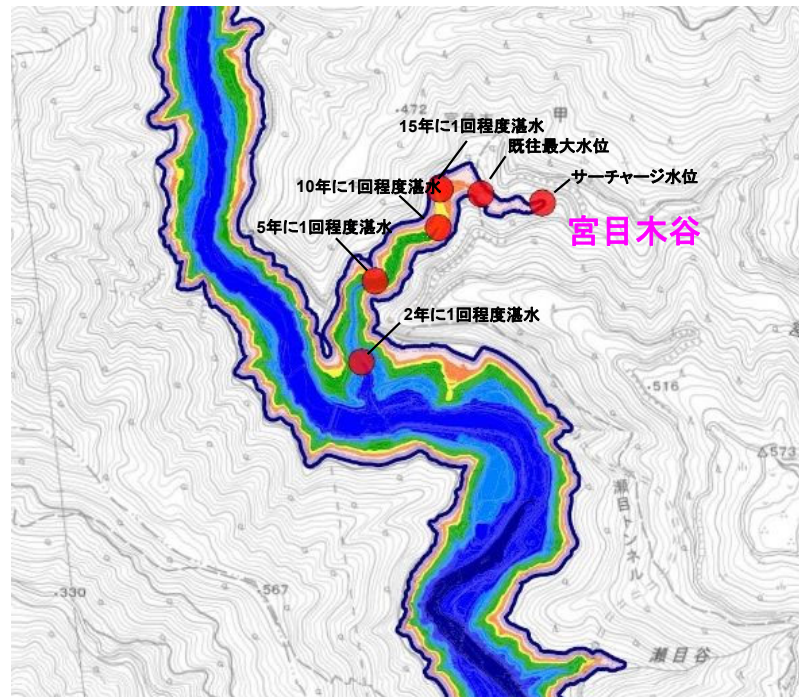 ・472
甲
15年に1回程度湛水
既往最大水位
10年に1回程度湛水
サーチャージ水位
宮目木谷
5年に1回程度湛水
2年に1回程度湛水
・516
△573
瀬目トンネル
・330
・567
瀬目谷